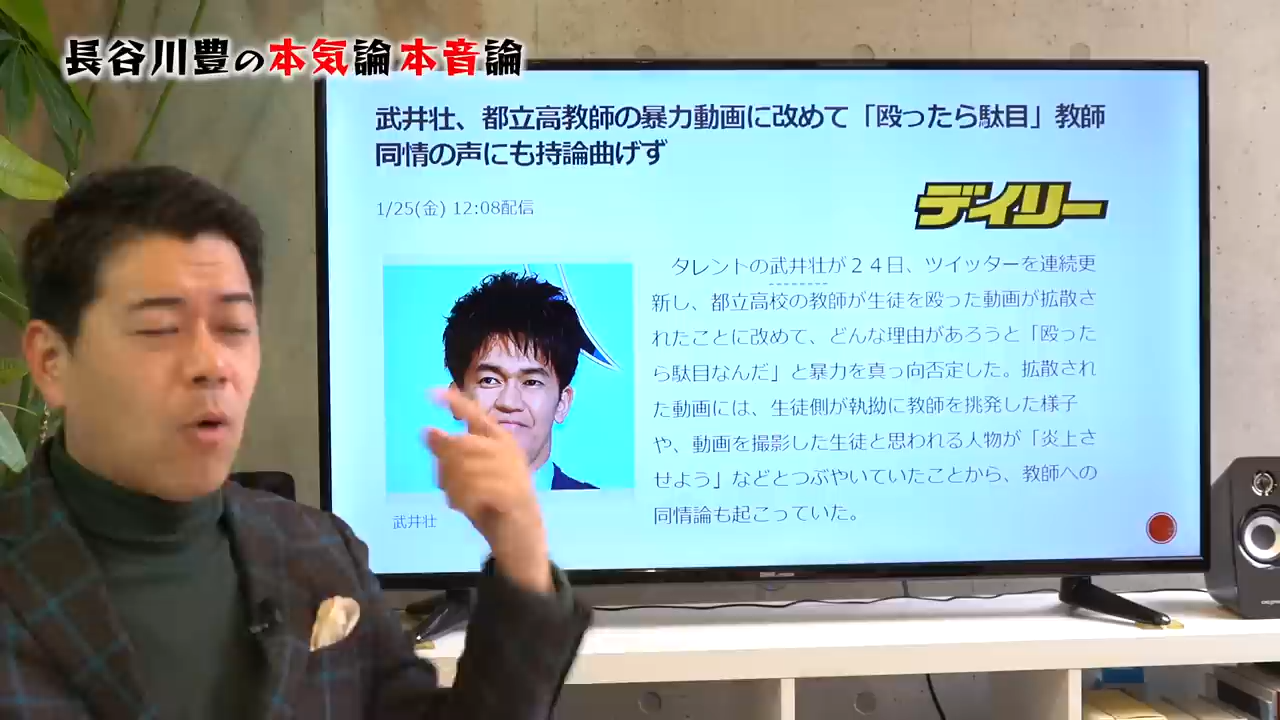 長谷川豊の本気論本音論
武井壮、都立高教師の暴力動画に改めて「殴ったら駄目」教師
同情の声にも持論曲げず
1/25(金) 12:08配信
デイリー
タレントの武井壮が２４日、ツイッターを連続更
新し、都立高校の教師が生徒を殴った動画が拡散さ
れたことに改めて、どんな理由があろうと「殴った
ら駄目なんだ」と暴力を真っ向否定した。拡散され
た動画には、生徒側が執拗に教師を挑発した様子
や、動画を撮影した生徒と思われる人物が「炎上さ
せよう」などとつぶやいていたことから、教師への
同情論も起こっていた。
武井壮